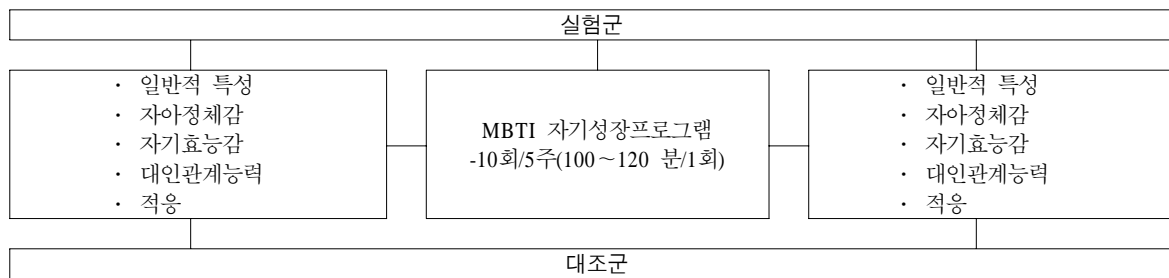 실험군
· 일반적 특성
· 자아정체감
· 자기효능감
· 대인관계능력
· 적응
MBTI 자기성장프로그램
-10회/5주(100～120 분/1회)
· 일반적 특성
· 자아정체감
· 자기효능감
· 대인관계능력
· 적응
대조군